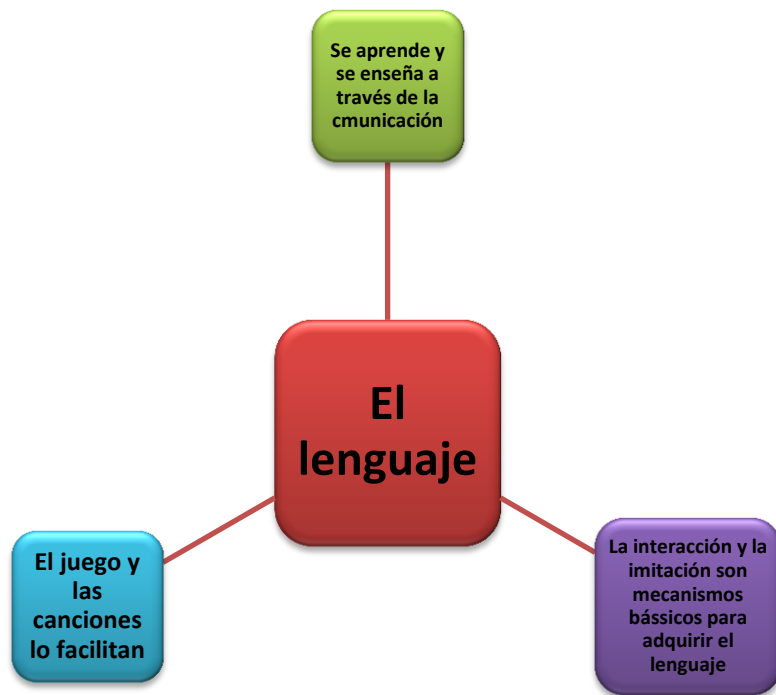 Se aprende y
se enseña a
través de la
cmunicación
El
lenguaje
El juego y
las
canciones
lo facilitan
La interacción y la
imitación son
mecanismos
bássicos para
adquirir el
lenguaje